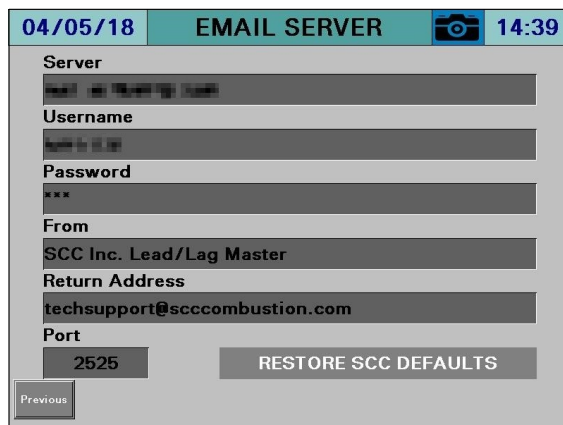 04/05/18 EMAIL SERVER 14:39
Server
Username
Password
***
From
SCC Inc. Lead/Lag Master
Return Address
techsupport@scccombustion.com
Port
2525 RESTORE SCC DEFAULTS
Previous